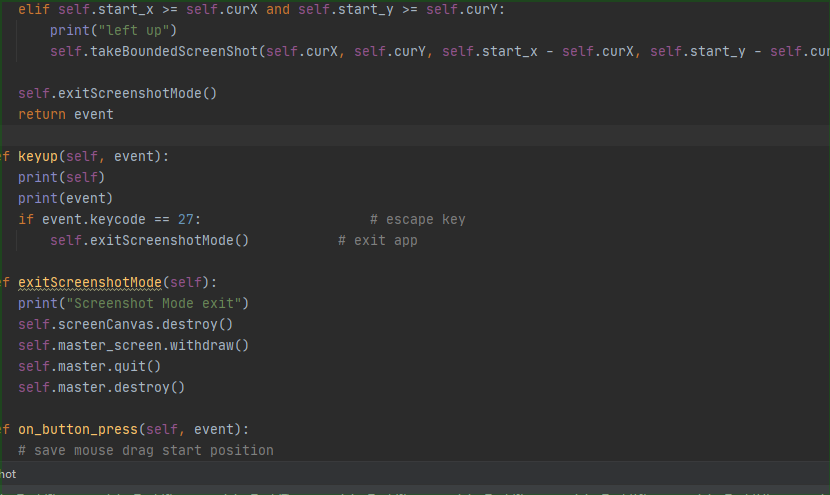 elif self.start_x >= self.curX and self.start_y >= self.curY:
print("left up")
self.takeBoundedScreenShot(self.curX, self.curY, self.start_x - self.curX, self.start_y - self.cur
self.exitScreenshotMode()
return event
ef keyup(self, event):
print(self)
print(event)
if event.keycode == 27: # escape key
self.exitScreenshotMode() # exit app
ef exitScreenshotMode(self):
print("Screenshot Mode exit")
self.screenCanvas.destroy()
self.master_screen.withdraw()
self.master.quit()
self.master.destroy()
ef on_button_press(self, event):
# save mouse drag start position
hot